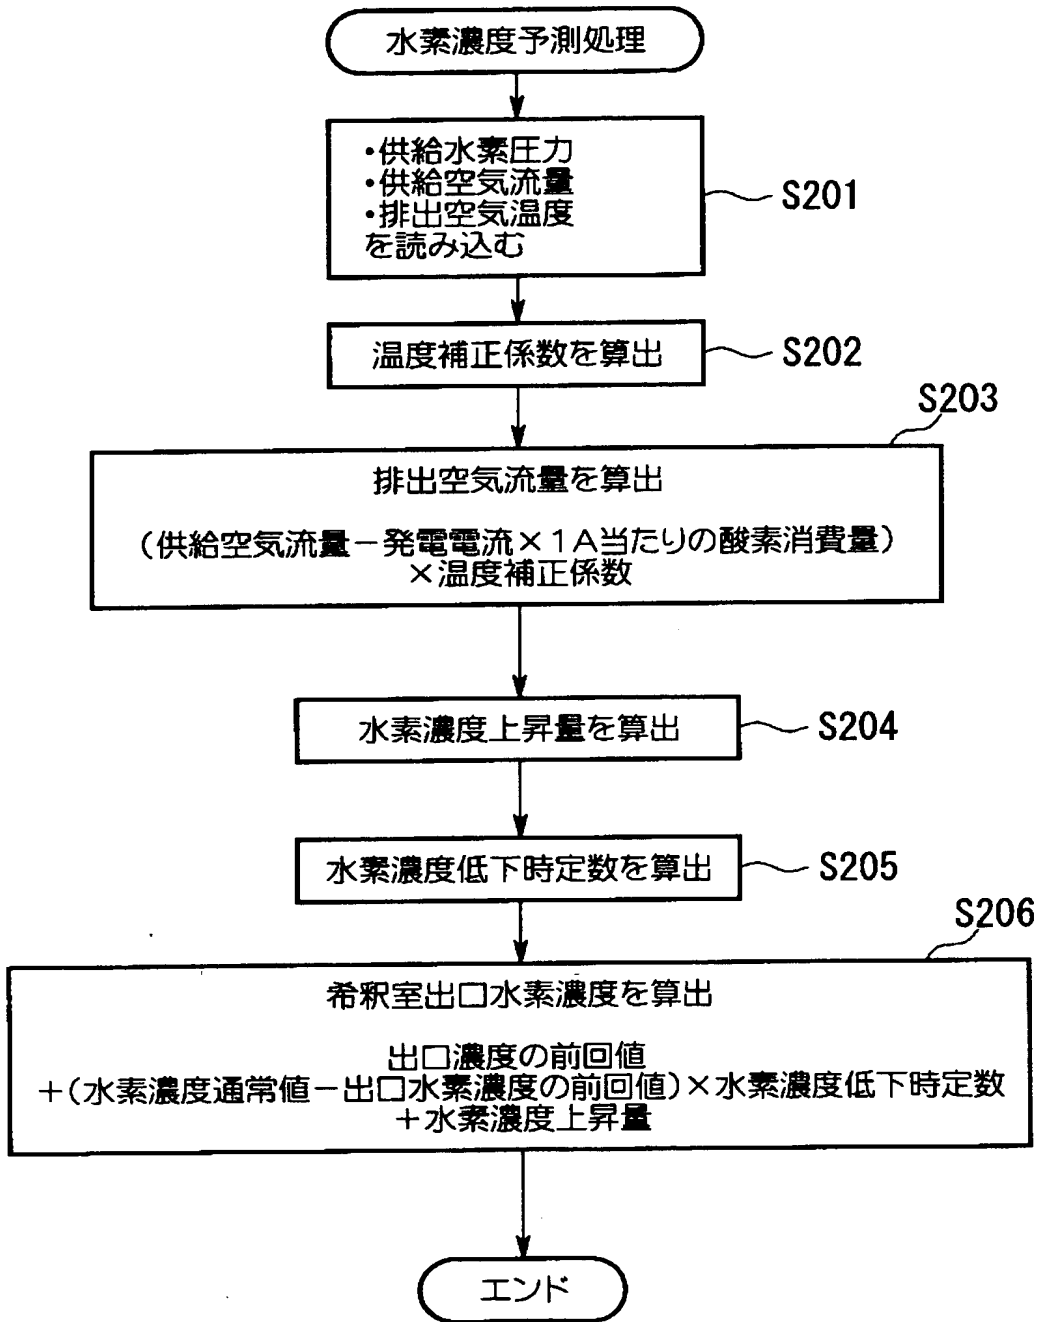 水素濃度予測処理
・供給水素圧力
・供給空気流量
・排出空気温度
を読み込む
S201
温度補正係数を算出
S202
S203
排出空気流量を算出
(供給空気流量-発電電流×1A当たりの酸素消費量)
×温度補正係数
水素濃度上昇量を算出
S204
水素濃度低下時定数を算出
S205
S206
希釈室出口水素濃度を算出
出口濃度の前回値
+(水素濃度通常値-出口水素濃度の前回値)×水素濃度低下時定数
+水素濃度上昇量
エンド